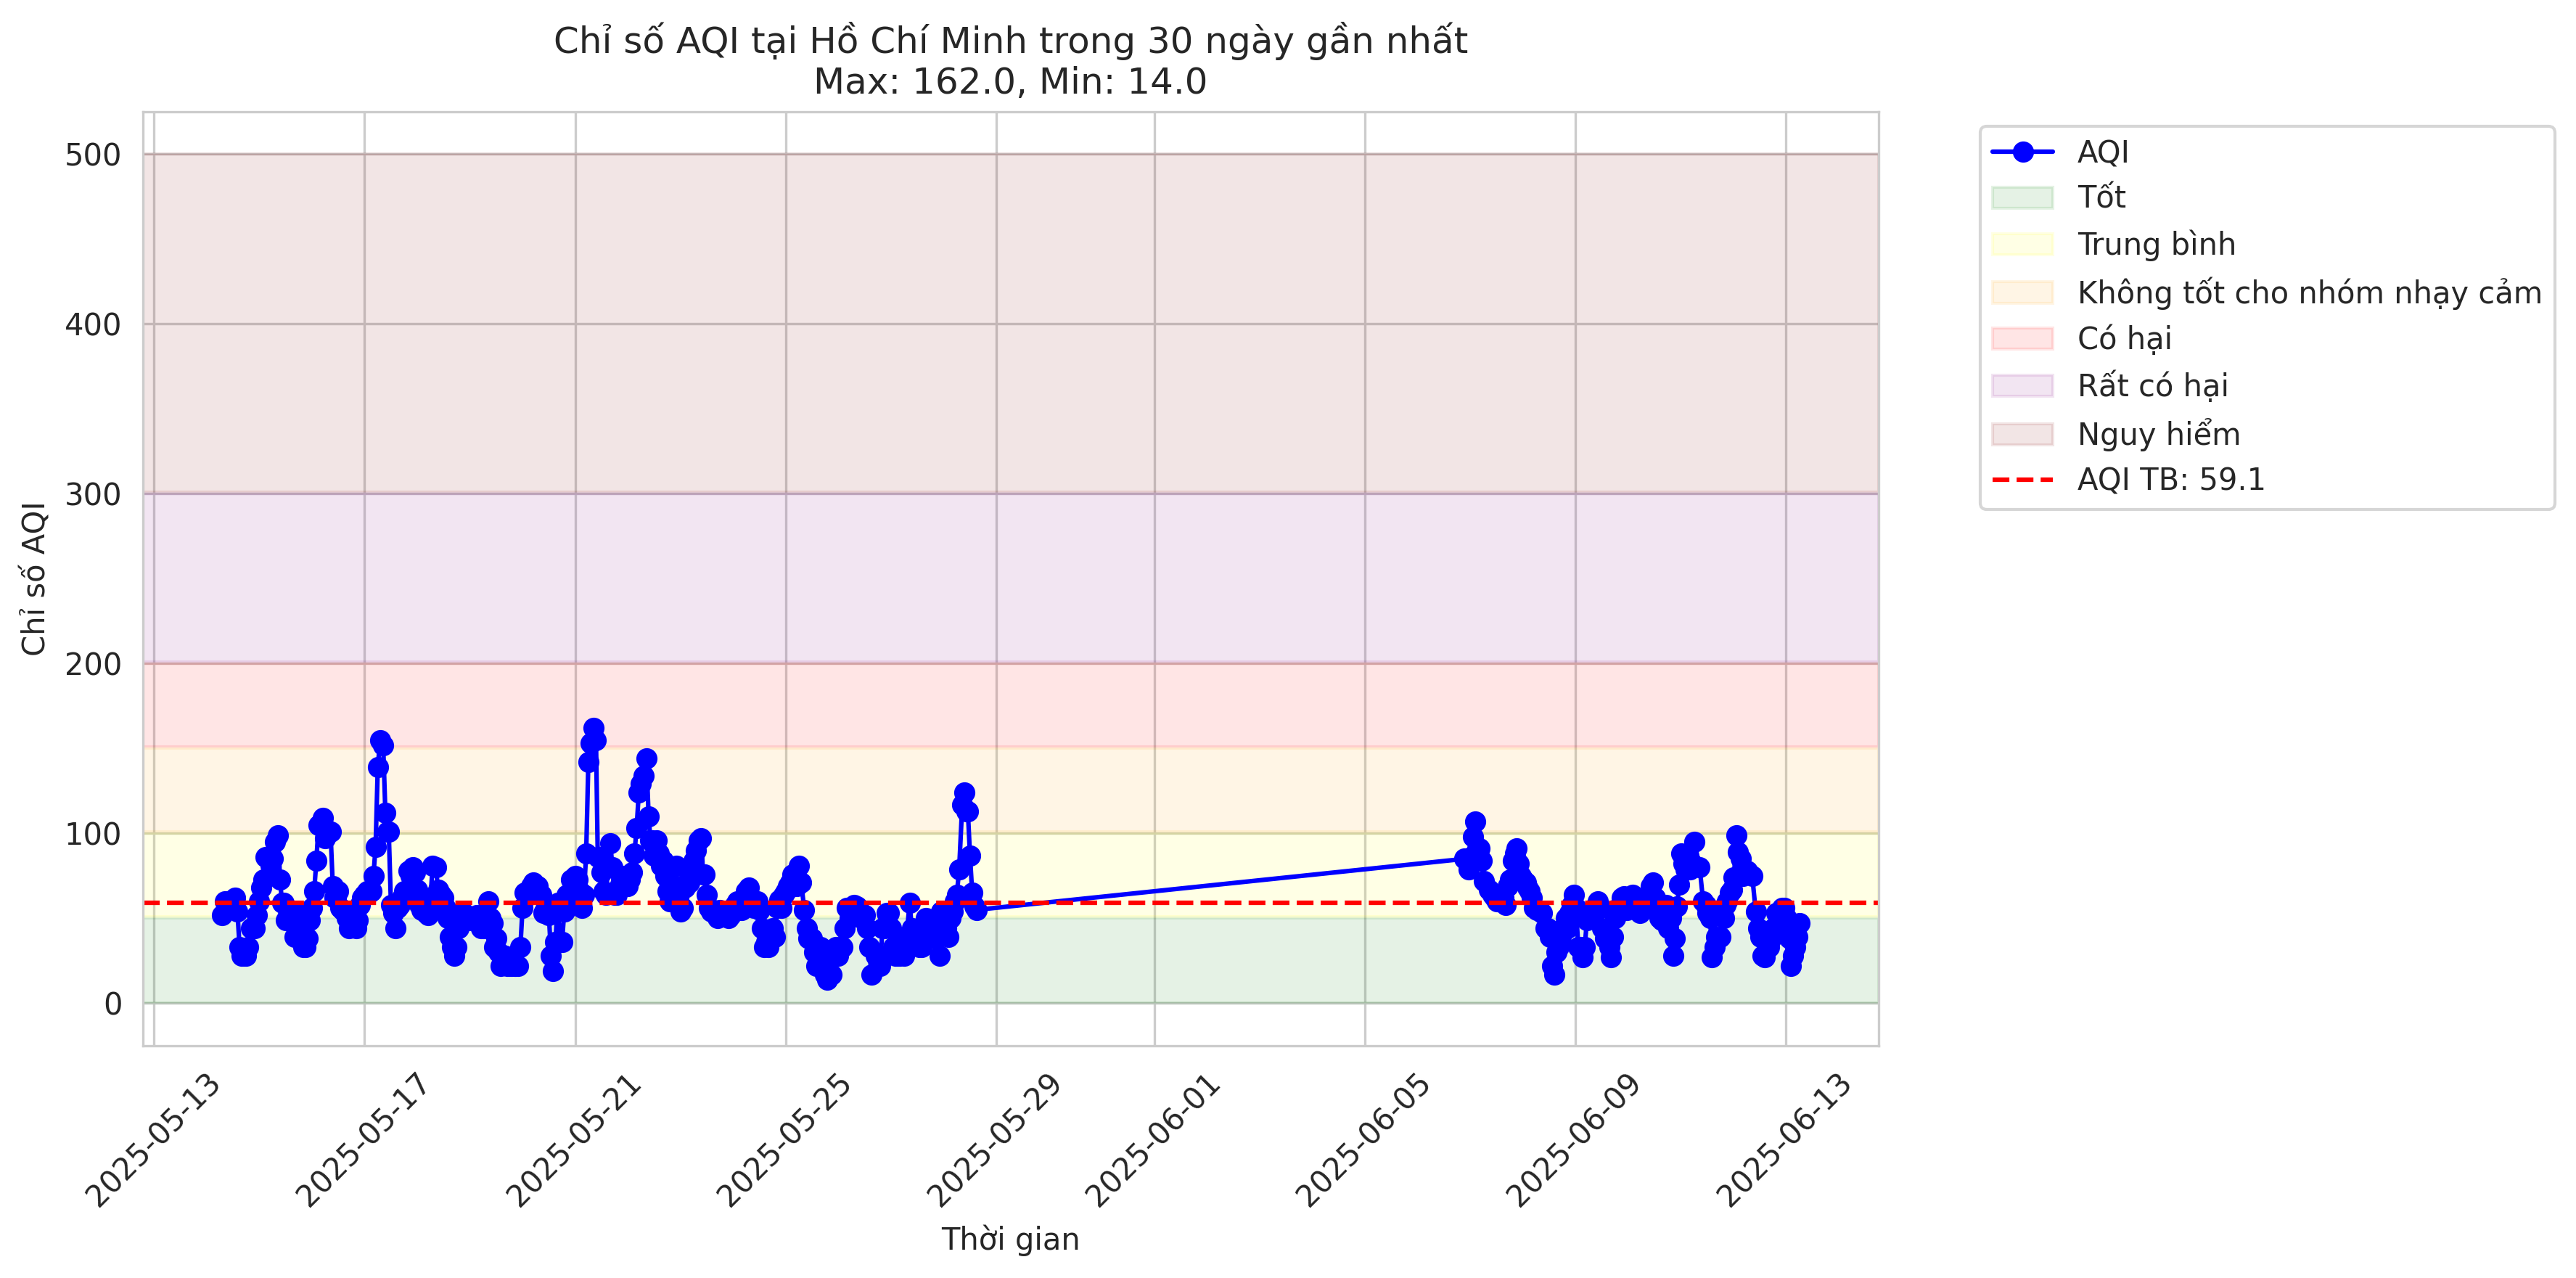 Chỉ số AQI tại Hồ Chí Minh trong 30 ngày gần nhất
Max: 162.0, Min: 14.0
Chỉ số AQI
500
400
300
200
100
0
2025-05-13
2025-05-17
2025-05-21
2025-05-25
2025-05-29
2025-06-01
2025-06-05
2025-06-09
2025-06-13
Thời gian
AQI
Tốt
Trung bình
Không tốt cho nhóm nhạy cảm
Có hại
Rất có hại
Nguy hiểm
AQI TB: 59.1